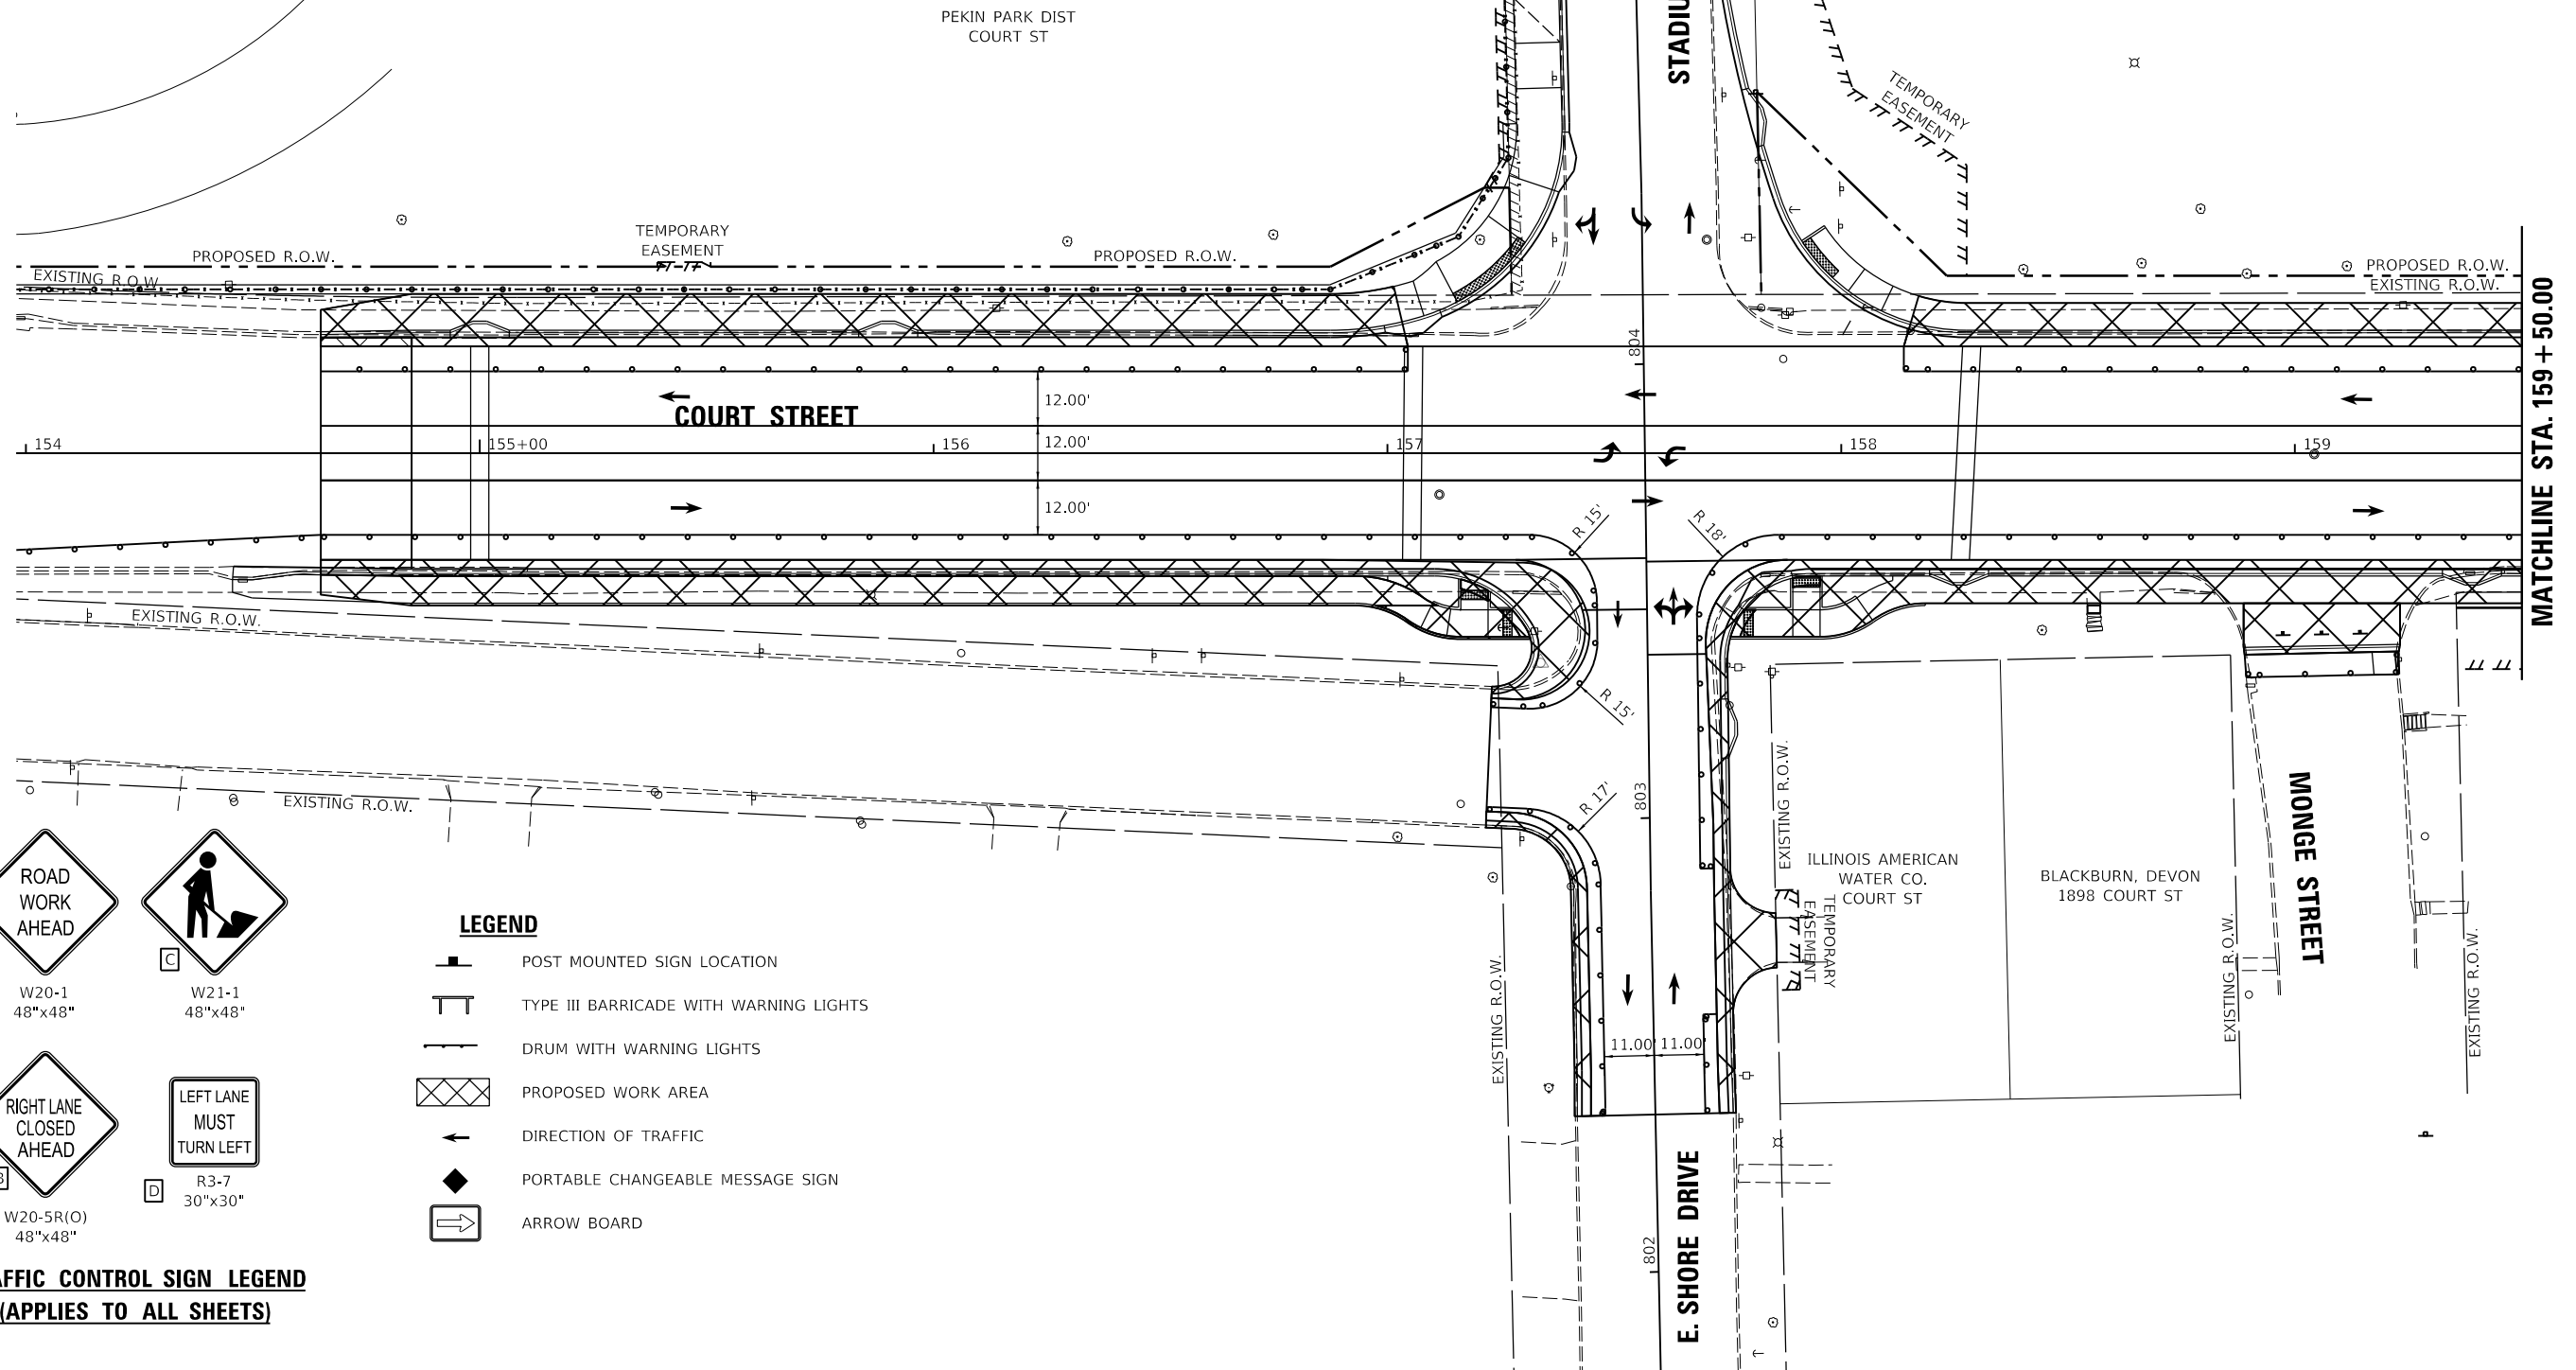 PEKIN PARK DIST
COURT ST
STADIU
TEMPORARY
EASEMENT
PROPOSED R.O.W.
EXISTING R.O.W
TEMPORARY
EASEMENT
PROPOSED R.O.W.
PROPOSED R.O.W.
EXISTING R.O.W.
MATCHLINE STA. 159+50.00
804
COURT STREET
12.00'
12.00'
12.00'
154
155+00
156
157
158
159
R 15'
R 18'
EXISTING R.O.W.
R 15'
EXISTING R.O.W.
R 17'
803
EXISTING R.O.W.
ILLINOIS AMERICAN
WATER CO.
COURT ST
BLACKBURN, DEVON
1898 COURT ST
MONGE STREET
TEMPORARY
EASEMENT
EXISTING R.O.W.
EXISTING R.O.W.
EXISTING R.O.W.
11.00'
11.00'
802
E. SHORE DRIVE
ROAD
WORK
AHEAD
W20-1
48"x48"
C
W21-1
48"x48"
RIGHT LANE
CLOSED
AHEAD
W20-5R(O)
48"x48"
LEFT LANE
MUST
TURN LEFT
D
R3-7
30"x30"
AFFIC CONTROL SIGN LEGEND
(APPLIES TO ALL SHEETS)
LEGEND
POST MOUNTED SIGN LOCATION
TYPE III BARRICADE WITH WARNING LIGHTS
DRUM WITH WARNING LIGHTS
PROPOSED WORK AREA
DIRECTION OF TRAFFIC
PORTABLE CHANGEABLE MESSAGE SIGN
ARROW BOARD